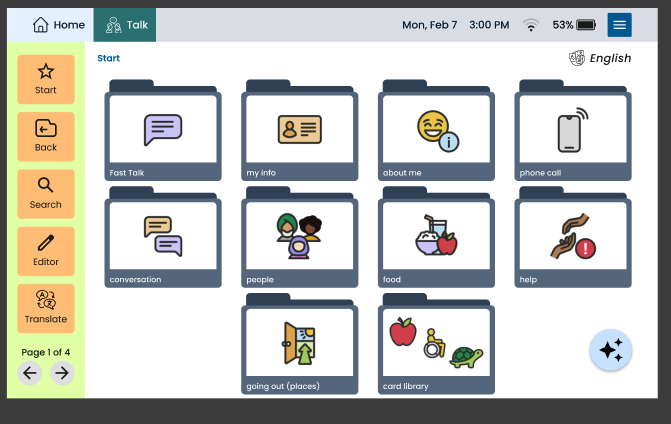 Home
Talk
Mon, Feb 7 3:00 PM 53%
Start
English
Start
Back
Search
Editor
Translate
Page 1 of 4
Fast Talk
my info
about me
phone call
conversation
people
food
help
going out (places)
card library